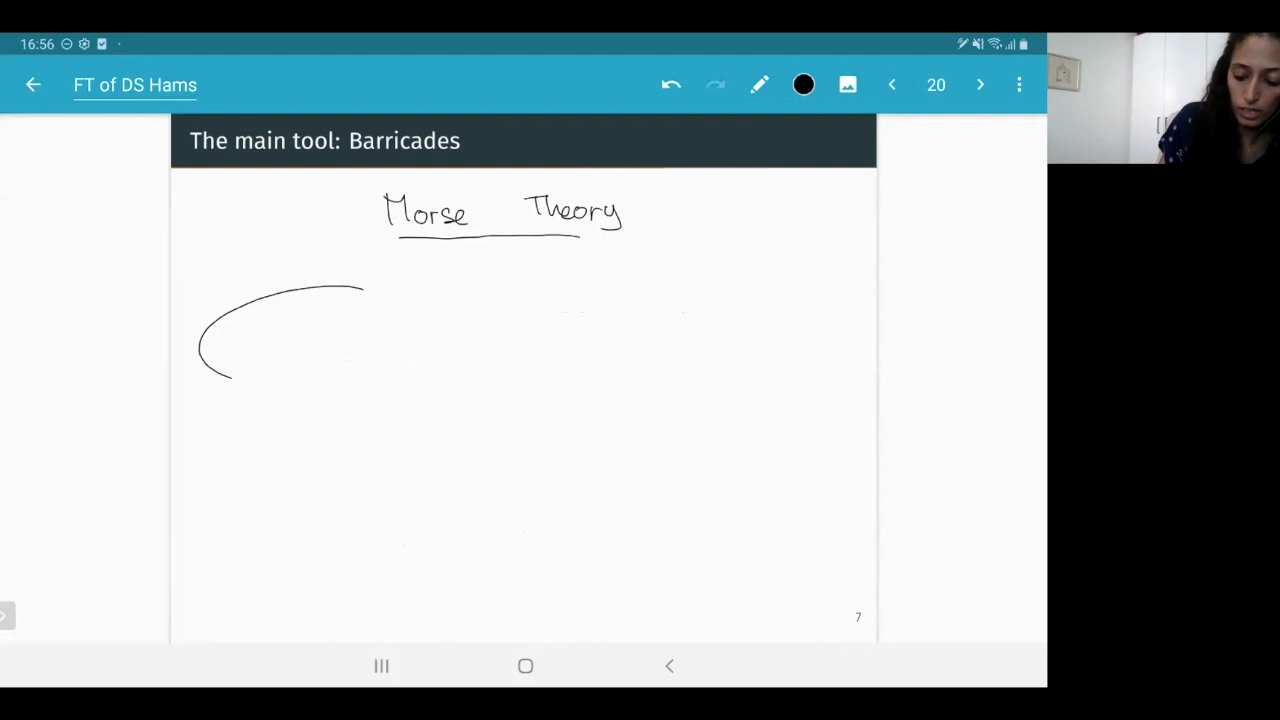 16:56
FT of DS Hams
20
The main tool: Barricades
Morse Theory
7